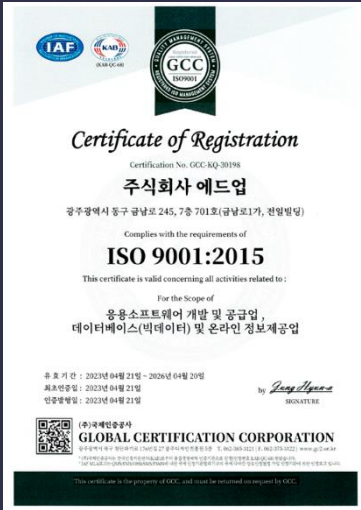 IAF
KAB
(KAB-QC-60)
QUALITY MANAGEMENT SYSTEM
Registered
GCC
ISO9001
Certificate of Registration
Certification No. GCC-KQ-20198
주식회사 에드업
광주광역시 동구 금남로 245, 7층 701호(금남로1가, 전일빌딩)
Complies with the requirements of
ISO 9001:2015
This certificate is valid concerning all activities related to :
For the Scope of
응용소프트웨어 개발 및 공급업 ,
데이터베이스(빅데이터) 및 온라인 정보제공업
유 효 기 간 : 2023년 04월 21일 ~ 2026년 04월 20일
최초인증일 : 2023년 04월 21일
인증발행일 : 2023년 04월 21일
by
SIGNATURE
(주)국제인증공사
GLOBAL CERTIFICATION CORPORATION
This certificate is the property of GCC, and must be returned on request by GCC.